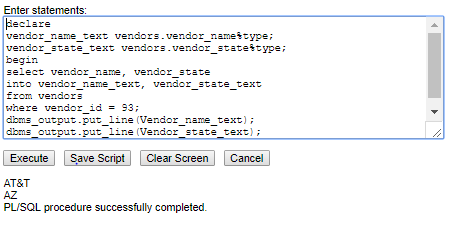 Enter statements:
declare
vendor_name_text vendors.vendor_name%type;
vendor_state_text vendors.vendor_state%type;
begin
select vendor_name, vendor_state
into vendor_name_text, vendor_state_text
from vendors
where vendor_id = 93;
dbms_output.put_line(Vendor_name_text);
dbms_output.put_line(Vendor_state_text);
Execute Save Script Clear Screen Cancel
AT&T
AZ
PL/SQL procedure successfully completed.